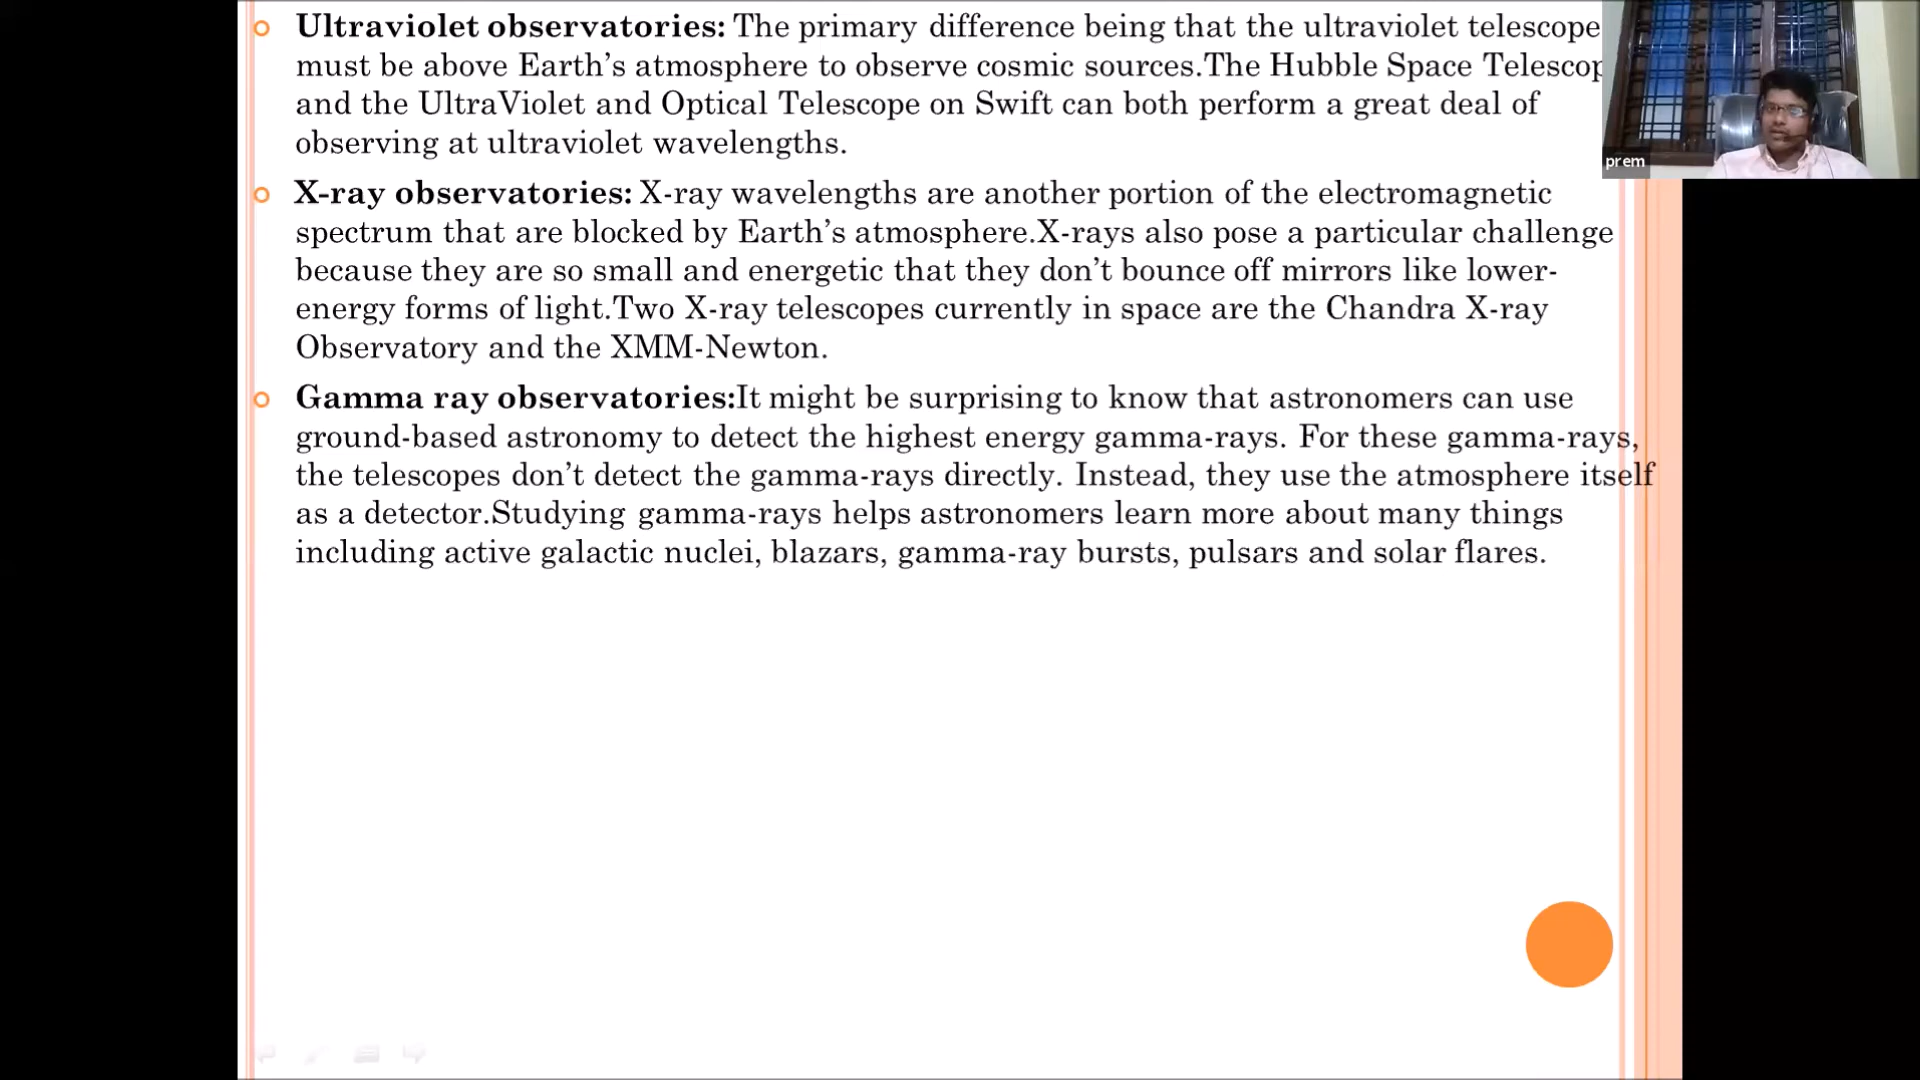 Ultraviolet observatories: The primary difference being that the ultraviolet telescope
must be above Earth's atmosphere to observe cosmic sources.The Hubble Space Telescop
and the UltraViolet and Optical Telescope on Swift can both perform a great deal of
observing at ultraviolet wavelengths.
X-ray observatories: X-ray wavelengths are another portion of the electromagnetic
spectrum that are blocked by Earth's atmosphere.X-rays also pose a particular challenge
because they are so small and energetic that they don't bounce off mirrors like lower-
energy forms of light.Two X-ray telescopes currently in space are the Chandra X-ray
Observatory and the XMM-Newton.
Gamma ray observatories:It might be surprising to know that astronomers can use
ground-based astronomy to detect the highest energy gamma-rays. For these gamma-rays,
the telescopes don't detect the gamma-rays directly. Instead, they use the atmosphere itself
as a detector.Studying gamma-rays helps astronomers learn more about many things
including active galactic nuclei, blazars, gamma-ray bursts, pulsars and solar flares.
prem